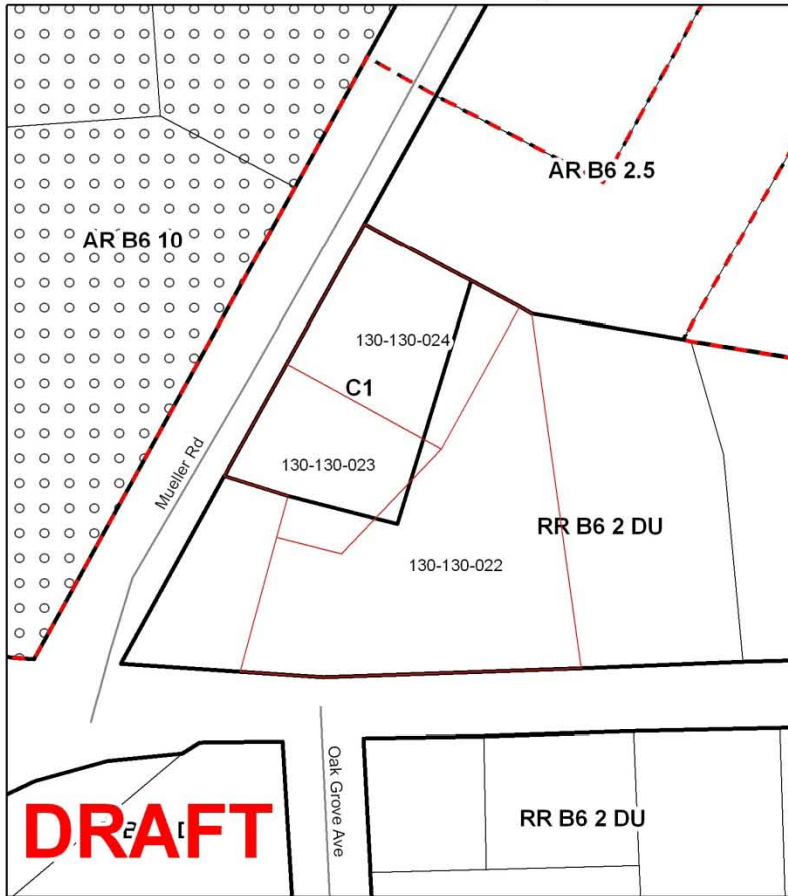 AR B6 2.5
AR B6 10
130-130-024
C1
130-130-023
Mueller Rd
RR B6 2 DU
130-130-022
Oak Grove Ave
RR B6 2 DU
DRAFT